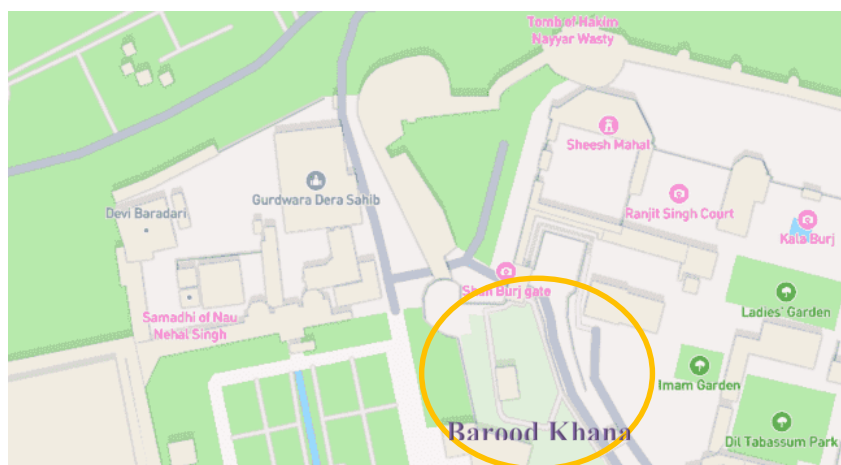 Tomb of Hakim
Nayyar Wasty
Sheesh Mahal
Gurdwara Dera Sahib
Devi Baradari
Ranjit Singh Court
Kala Burj
Shah Burj gate
Samadhi of Nau
Nehal Singh
Ladies' Garden
Imam Garden
Barood Khana
Dil Tabassum Park